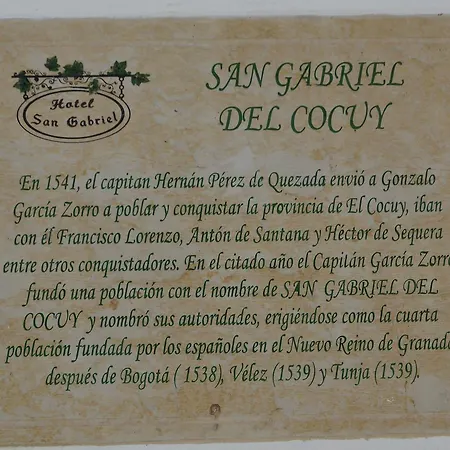 Hotel
San Gabriel
SAN GABRIEL
DEL COCUY
En 1541, el capitan Hernán Pérez de Quezada envió a Gonzalo
García Zorro a poblar y conquistar la provincia de El Cocuy, iban
con él Francisco Lorenzo, Antón de Santana y Héctor de Sequera
entre otros conquistadores. En el citado año el Capitán García Zorro
fundó una población con el nombre de SAN GABRIEL DEL
COCUY y nombró sus autoridades, erigiéndose como la cuarta
población fundada por los españoles en el Nuevo Reino de Granada
después de Bogotá ( 1538), Vélez (1539) y Tunja (1539).